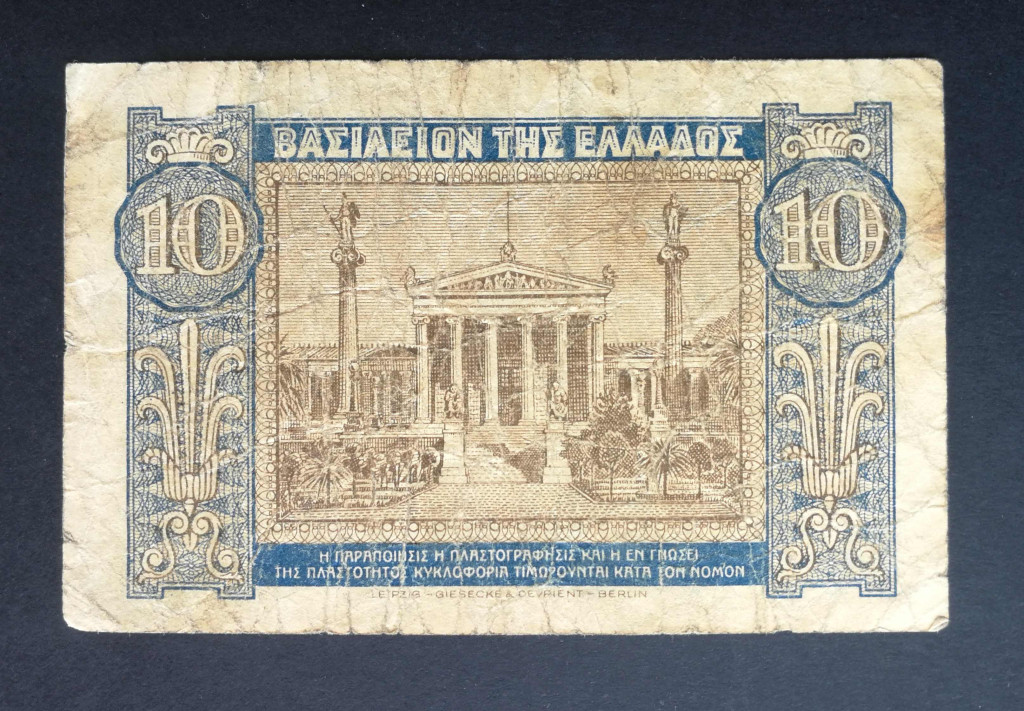 ΒΑΣΙΛΕΙΟΝ ΤΗΣ ΕΛΛΑΔΟΣ
10 10
Η ΠΑΡΑΠΟΙΗΣΙΣ Η ΠΛΑΣΤΟΓΡΑΦΗΣΙΣ ΚΑΙ Η ΕΝ ΓΝΩΣΕΙ
ΤΗΣ ΠΛΑΣΤΟΤΗΤΟΣ ΚΥΚΛΟΦΟΡΙΑ ΤΙΜΩΡΟΥΝΤΑΙ ΚΑΤΑ ΤΟΝ ΝΟΜΟΝ
LEIPZIG - GIESECKE & DEVRIENT - BERLIN